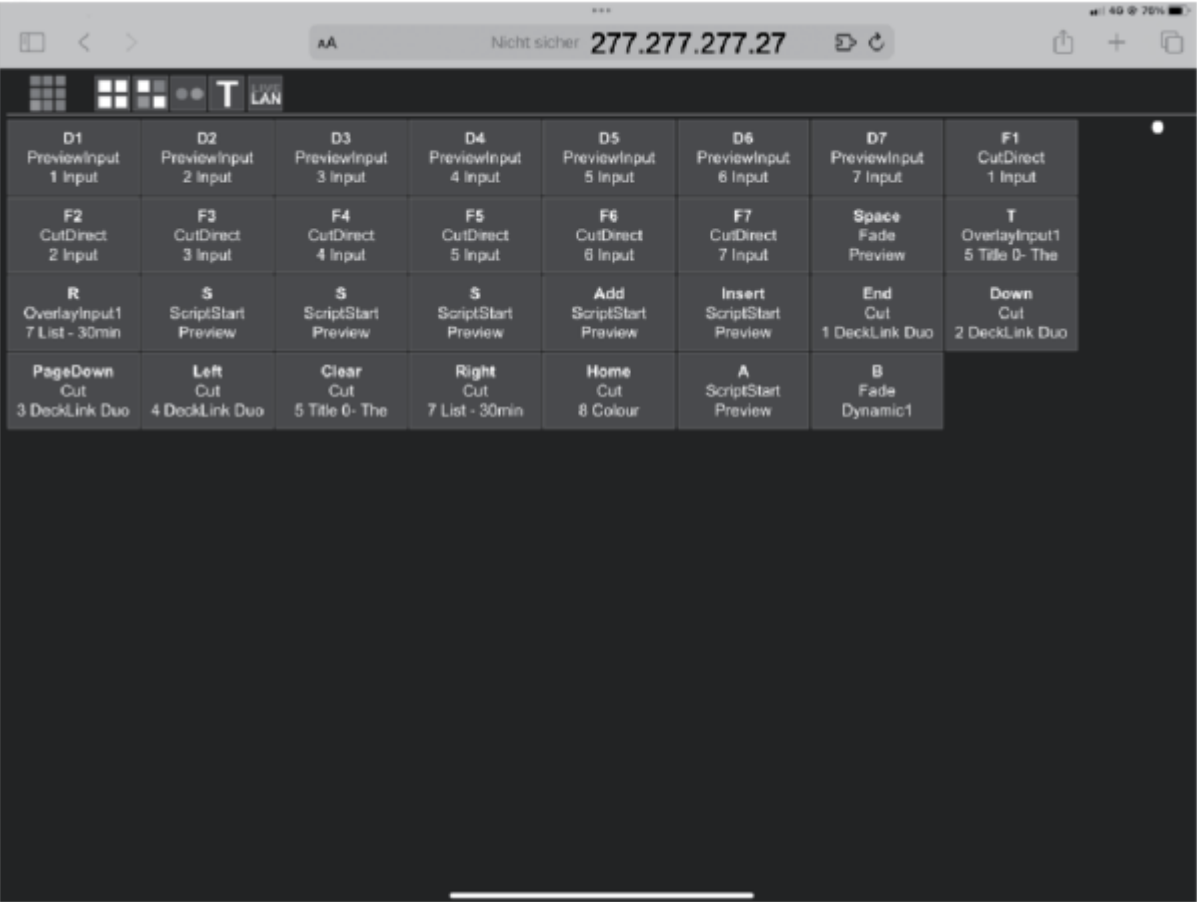 4G 70%
AA Nicht sicher 277.277.277.27
T LIVE LAN
D1 D2 D3 D4 D5 D6 D7 F1
PreviewInput PreviewInput PreviewInput PreviewInput PreviewInput PreviewInput PreviewInput CutDirect
1 Input 2 Input 3 Input 4 Input 5 Input 6 Input 7 Input 1 Input
F2 F3 F4 F5 F6 F7 Space T
CutDirect CutDirect CutDirect CutDirect CutDirect CutDirect Fade OverlayInput1
2 Input 3 Input 4 Input 5 Input 6 Input 7 Input Preview 5 Title 0- The
R S S S Add Insert End Down
OverlayInput1 ScriptStart ScriptStart ScriptStart ScriptStart ScriptStart Cut Cut
7 List - 30min Preview Preview Preview Preview Preview 1 DeckLink Duo 2 DeckLink Duo
PageDown Left Clear Right Home A B
Cut Cut Cut Cut Cut ScriptStart Fade
3 DeckLink Duo 4 DeckLink Duo 5 Title 0- The 7 List - 30min 8 Colour Preview Dynamic1